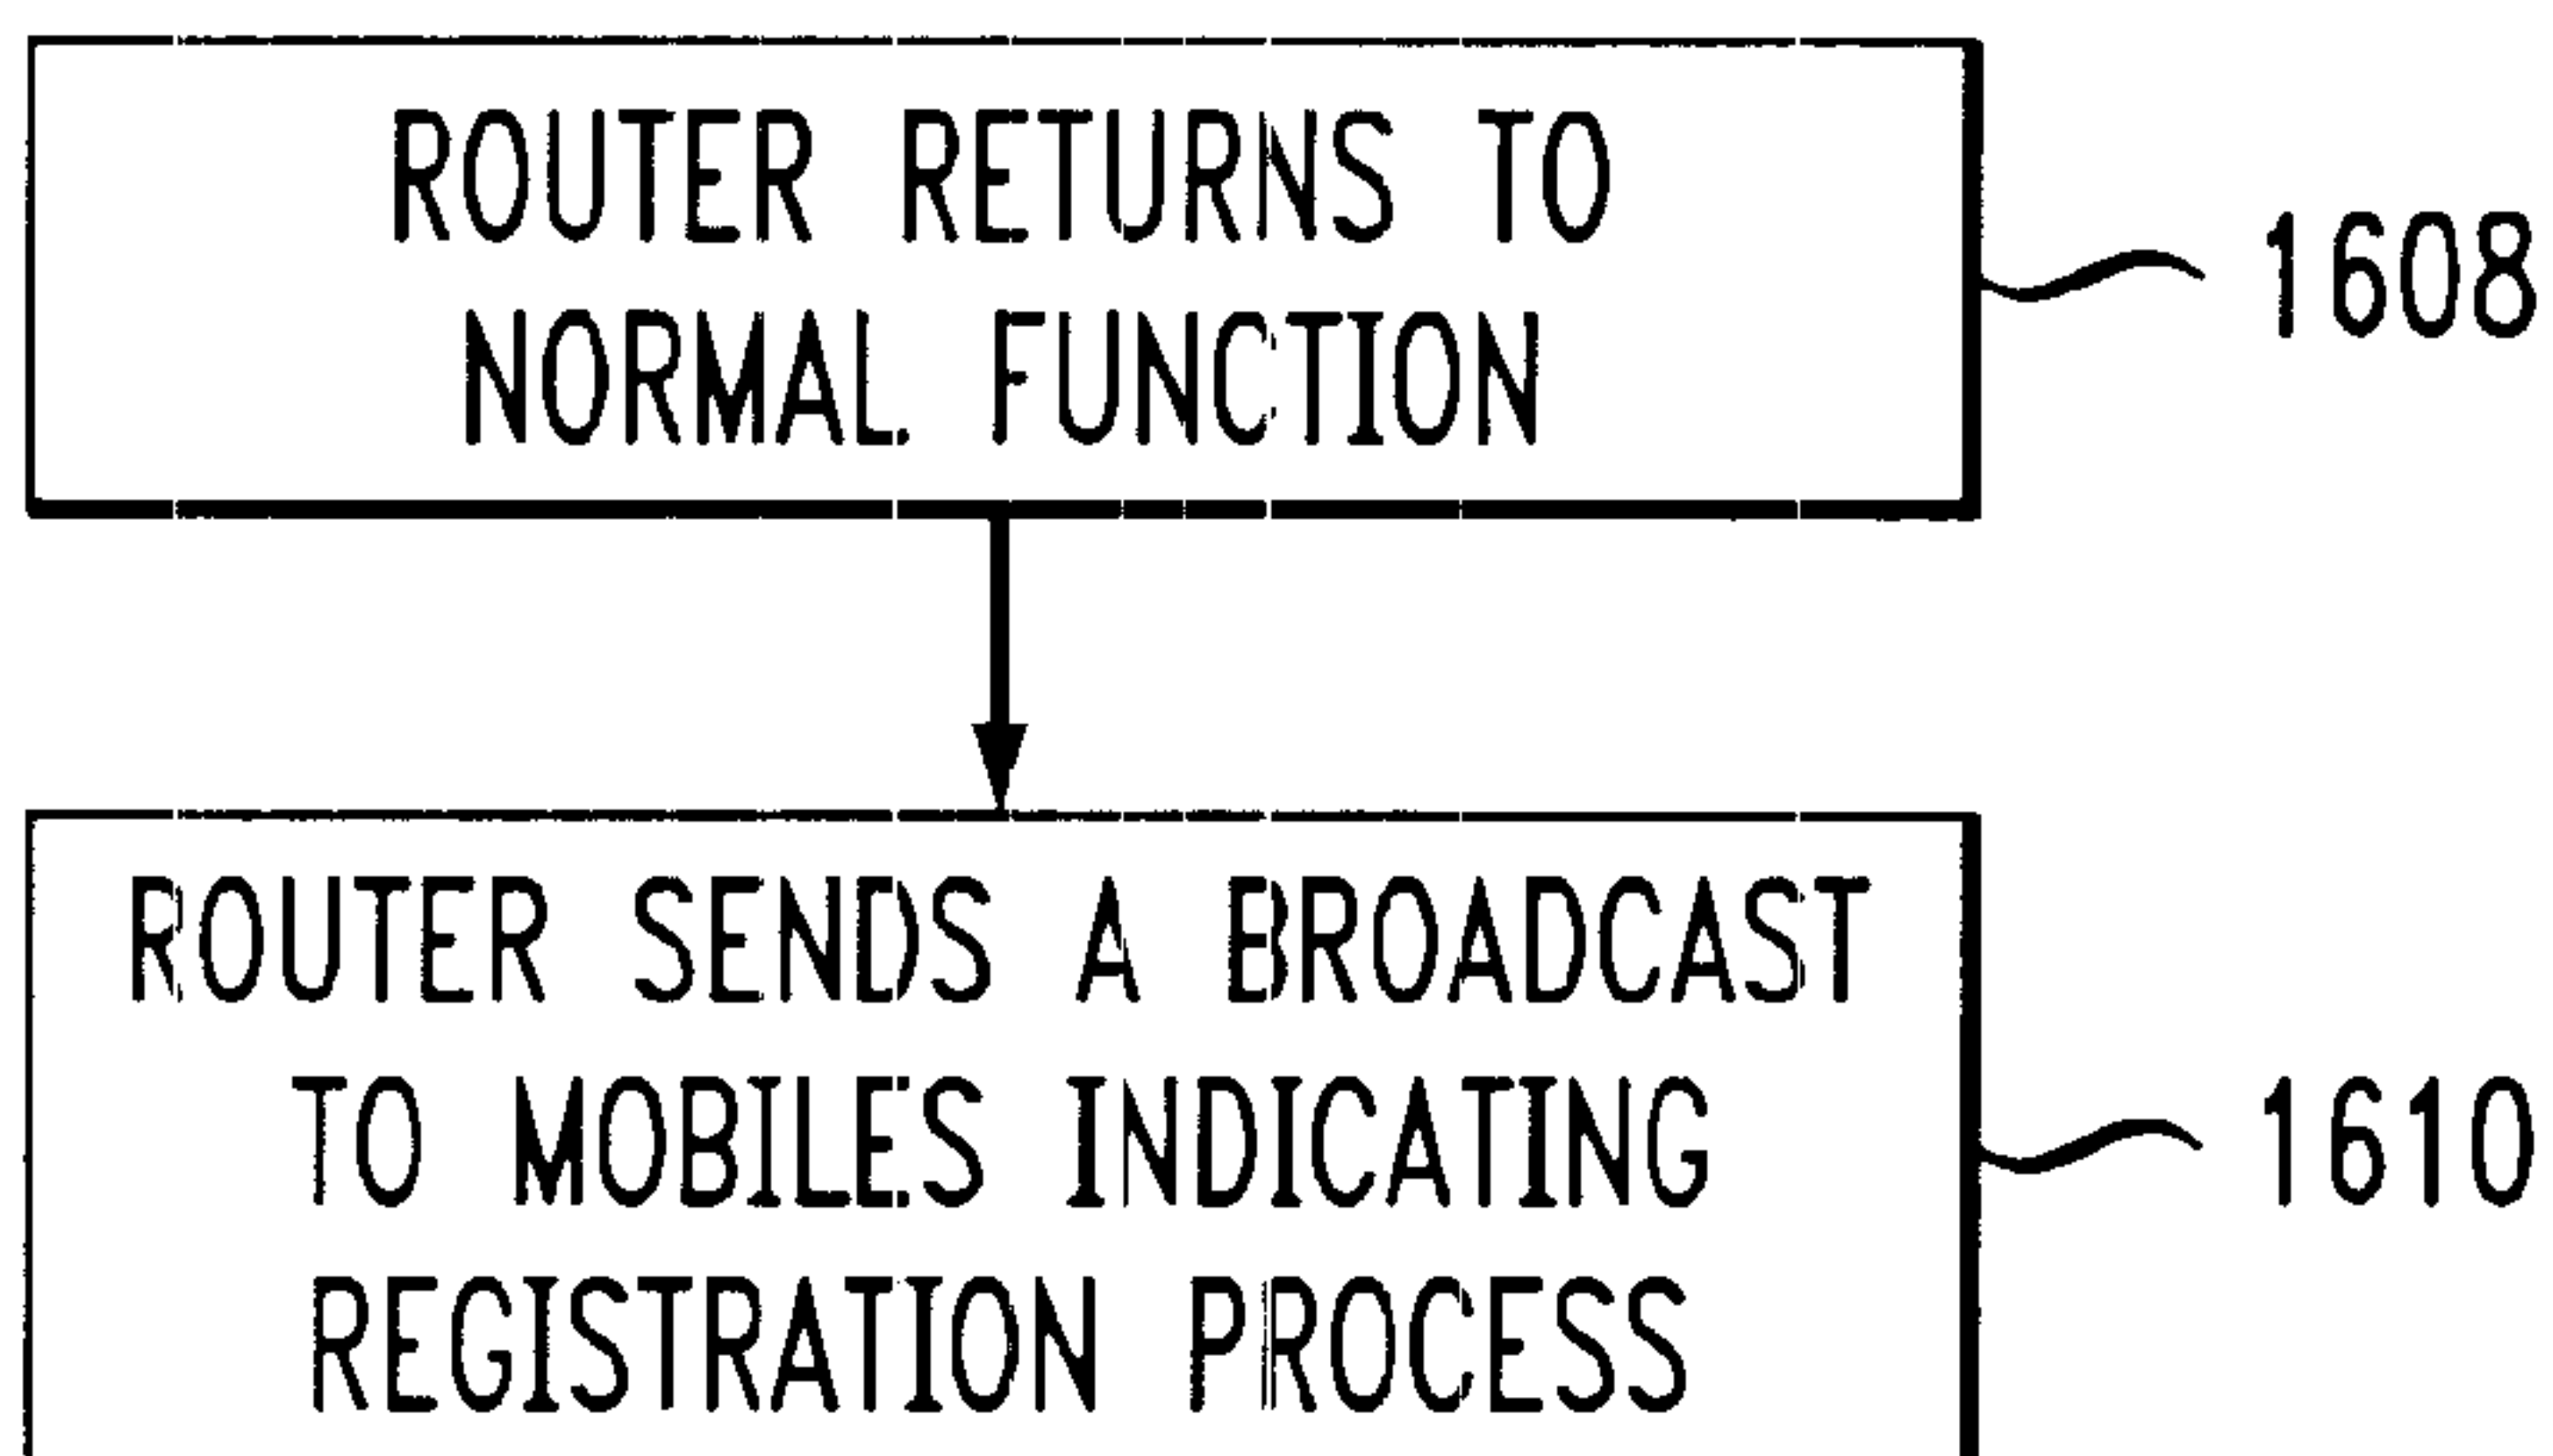 ROUTER RETURNS TO
NORMAL FUNCTION
1608
ROUTER SENDS A BROADCAST
TO MOBILES INDICATING
REGISTRATION PROCESS
1610